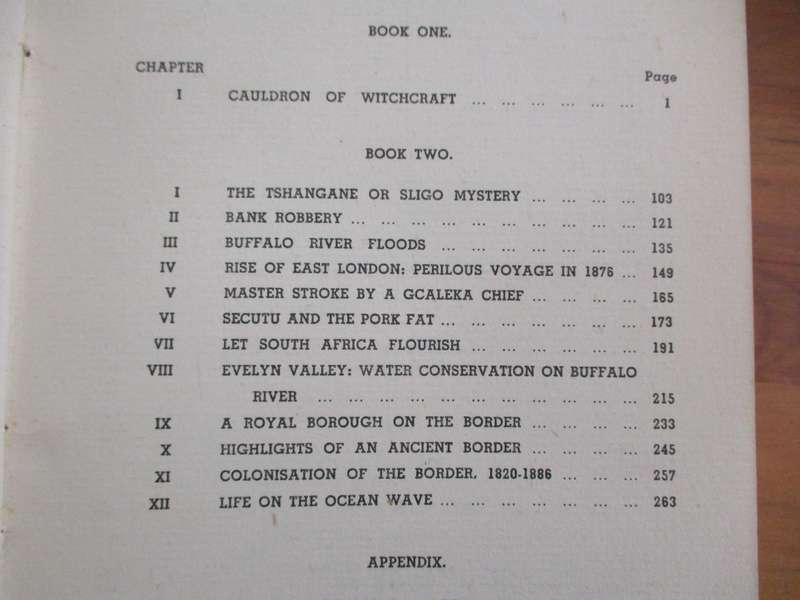 BOOK ONE.
CHAPTER Page
I CAULDRON OF WITCHCRAFT ... ... ... ... ... ... 1
BOOK TWO.
I THE TSHANGANE OR SLIGO MYSTERY ... ... ... ... 103
II BANK ROBBERY ... ... ... ... ... ... ... ... ... ... 121
III BUFFALO RIVER FLOODS ... ... ... ... ... ... ... 135
IV RISE OF EAST LONDON: PERILOUS VOYAGE IN 1876 ... 149
V MASTER STROKE BY A GCALEKA CHIEF ... ... ... ... 165
VI SECUTU AND THE PORK FAT ... ... ... ... ... ... ... 173
VII LET SOUTH AFRICA FLOURISH ... ... ... ... ... ... 191
VIII EVELYN VALLEY: WATER CONSERVATION ON BUFFALO
RIVER ... ... ... ... ... ... ... ... ... ... ... 215
IX A ROYAL BOROUGH ON THE BORDER ... ... ... ... 233
X HIGHLIGHTS OF AN ANCIENT BORDER ... ... ... ... 245
XI COLONISATION OF THE BORDER, 1820-1886 ... ... ... 257
XII LIFE ON THE OCEAN WAVE ... ... ... ... ... ... ... 263
APPENDIX.